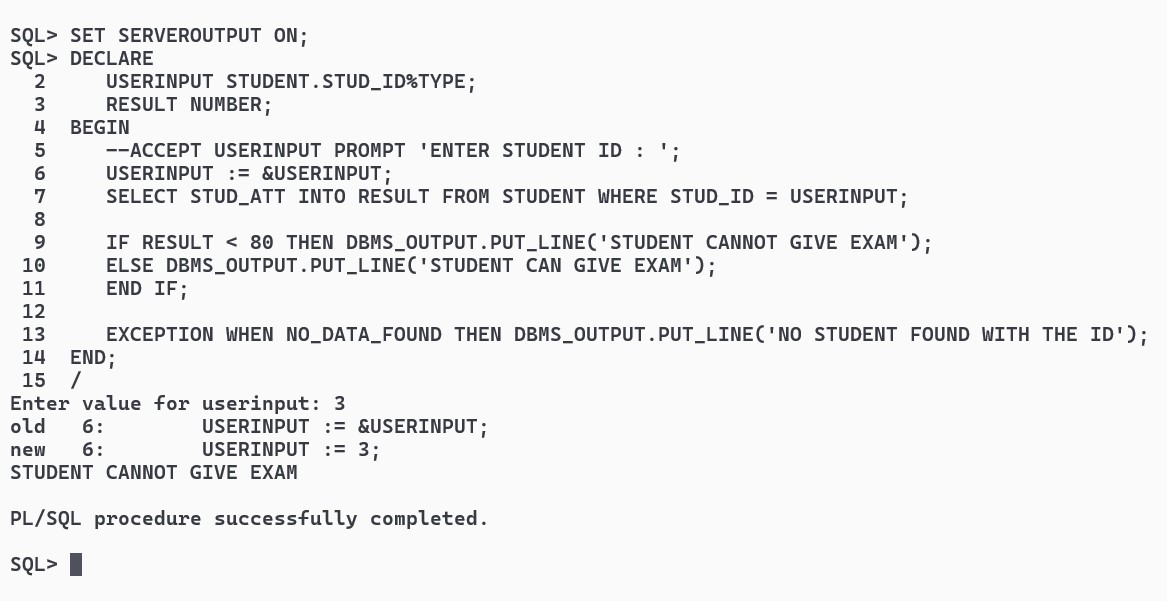 SQL> SET SERVEROUTPUT ON;
SQL> DECLARE
  2     USERINPUT STUDENT.STUD_ID%TYPE;
  3     RESULT NUMBER;
  4  BEGIN
  5     --ACCEPT USERINPUT PROMPT 'ENTER STUDENT ID : ';
  6     USERINPUT := &USERINPUT;
  7     SELECT STUD_ATT INTO RESULT FROM STUDENT WHERE STUD_ID = USERINPUT;
  8
  9     IF RESULT < 80 THEN DBMS_OUTPUT.PUT_LINE('STUDENT CANNOT GIVE EXAM');
 10     ELSE DBMS_OUTPUT.PUT_LINE('STUDENT CAN GIVE EXAM');
 11     END IF;
 12
 13     EXCEPTION WHEN NO_DATA_FOUND THEN DBMS_OUTPUT.PUT_LINE('NO STUDENT FOUND WITH THE ID');
 14  END;
 15  /
Enter value for userinput: 3
old   6:        USERINPUT := &USERINPUT;
new   6:        USERINPUT := 3;
STUDENT CANNOT GIVE EXAM

PL/SQL procedure successfully completed.

SQL>